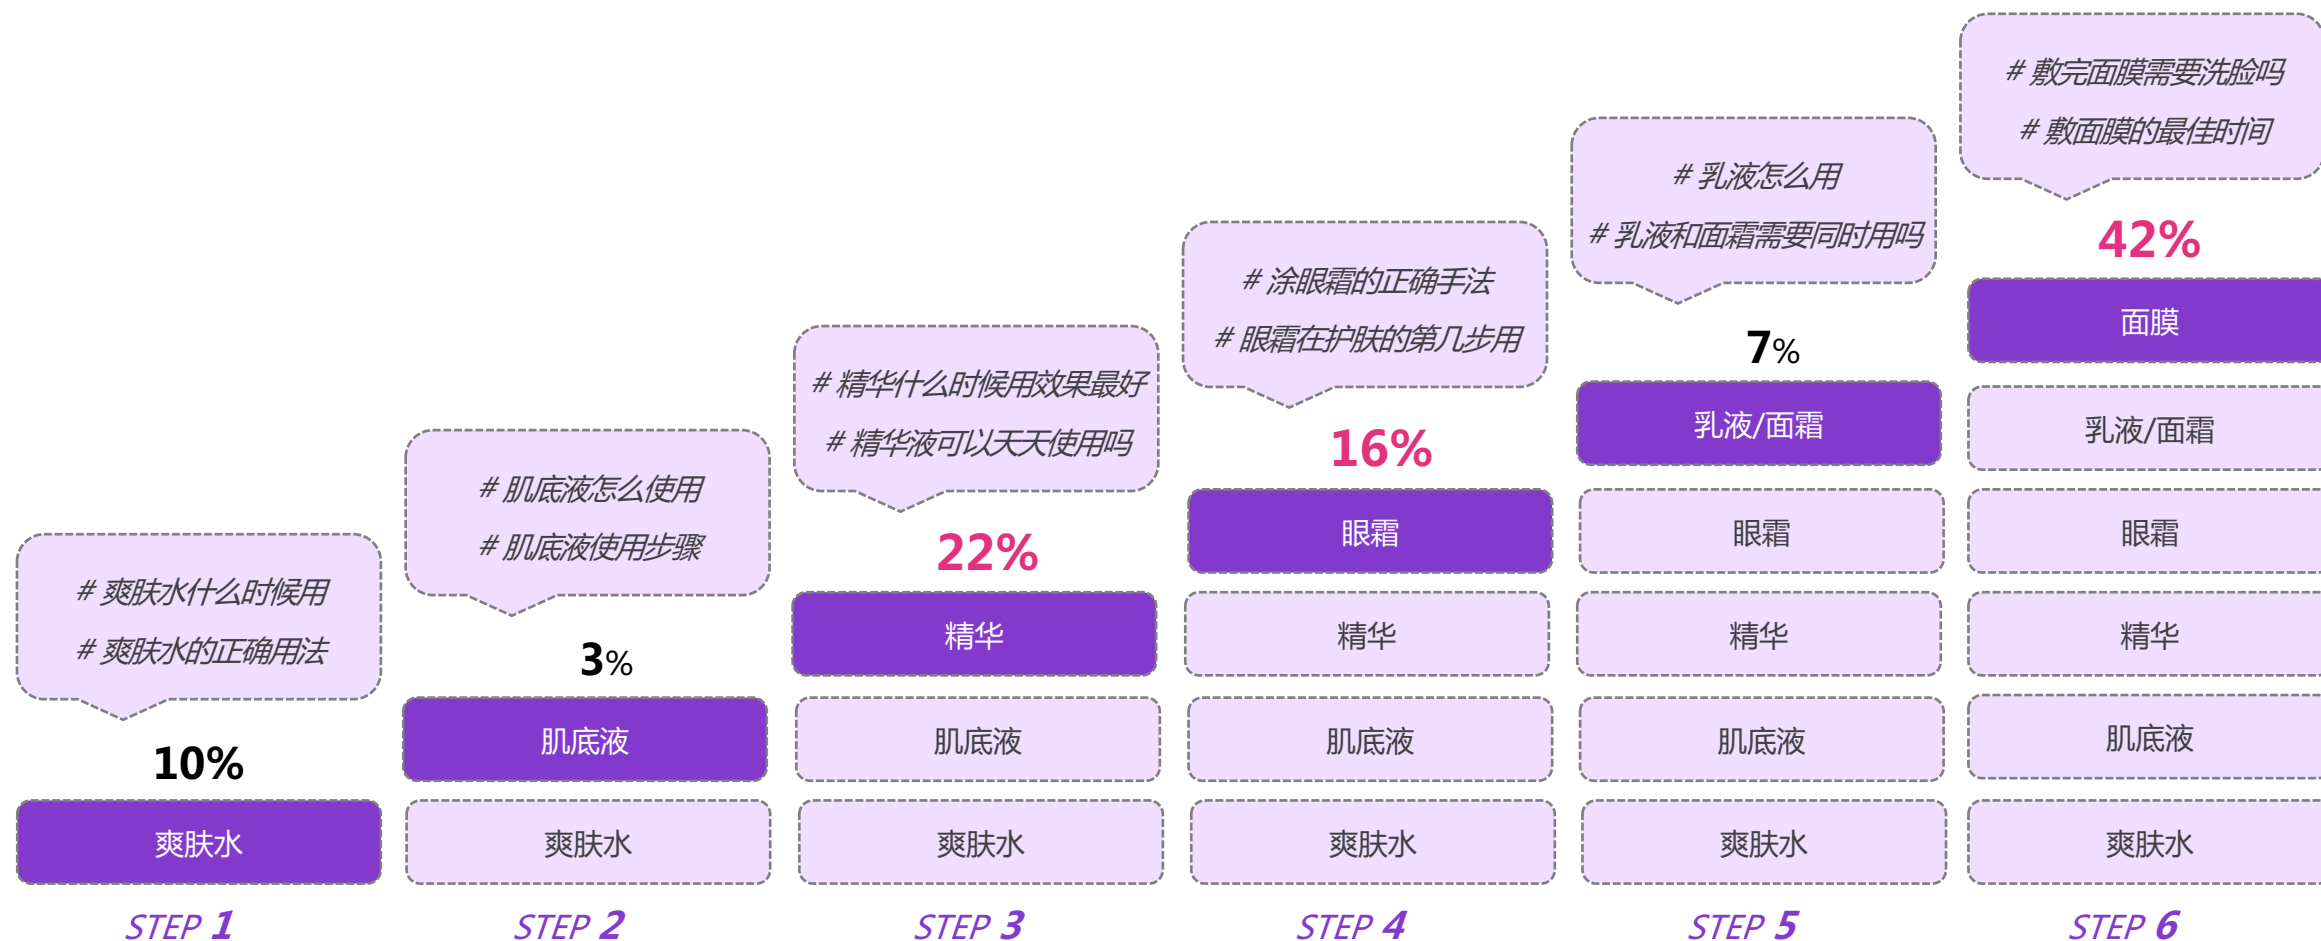 # 爽肤水什么时候用
# 爽肤水的正确用法
10%
爽肤水
STEP 1
# 肌底液怎么使用
# 肌底液使用步骤
3%
肌底液
爽肤水
STEP 2
# 精华什么时候用效果最好
# 精华液可以天天使用吗
22%
精华
肌底液
爽肤水
STEP 3
# 涂眼霜的正确手法
# 眼霜在护肤的第几步用
16%
眼霜
精华
肌底液
爽肤水
STEP 4
# 乳液怎么用
# 乳液和面霜需要同时用吗
7%
乳液/面霜
眼霜
精华
肌底液
爽肤水
STEP 5
# 敷完面膜需要洗脸吗
# 敷面膜的最佳时间
42%
面膜
乳液/面霜
眼霜
精华
肌底液
爽肤水
STEP 6